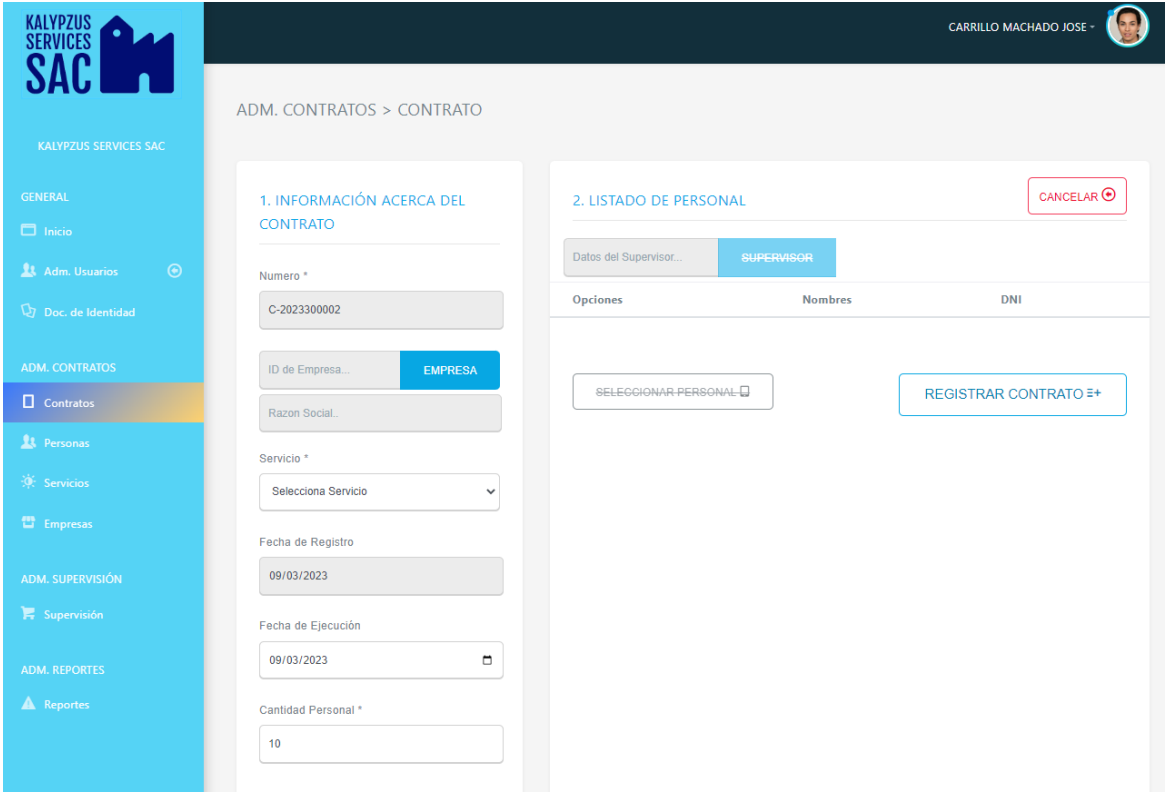 KALYPZUS
SERVICES
SAC
CARRILLO MACHADO JOSE
KALYPZUS SERVICES SAC
GENERAL
Inicio
Adm. Usuarios
Doc. de Identidad
ADM. CONTRATOS
Contratos
Personas
Servicios
Empresas
ADM. SUPERVISIÓN
Supervisión
ADM. REPORTES
Reportes
ADM. CONTRATOS > CONTRATO
1. INFORMACIÓN ACERCA DEL
CONTRATO
Numero *
C-2023300002
ID de Empresa...
EMPRESA
Razon Social..
Servicio *
Selecciona Servicio
Fecha de Registro
09/03/2023
Fecha de Ejecución
09/03/2023
Cantidad Personal *
10
2. LISTADO DE PERSONAL
CANCELAR
Datos del Supervisor...
SUPERVISOR
Opciones Nombres DNI
SELECCIONAR PERSONAL
REGISTRAR CONTRATO